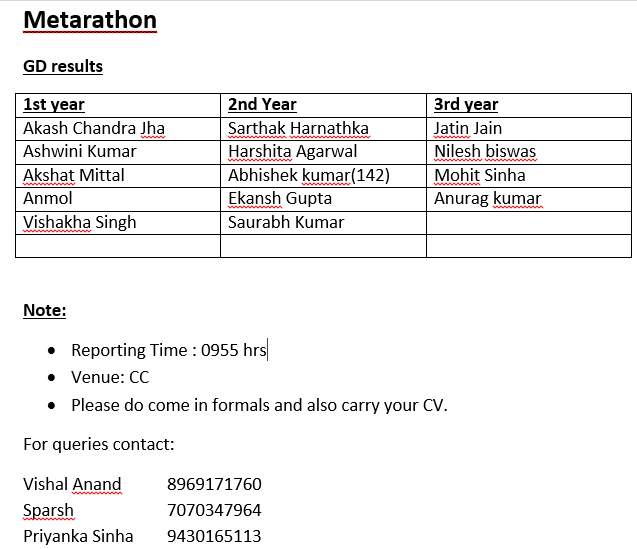 Metarathon
GD results
1st year 2nd Year 3rd year
Akash Chandra Jha Sarthak Harnathka Jatin Jain
Ashwini Kumar Harshita Agarwal Nilesh biswas
Akshat Mittal Abhishek kumar(142) Mohit Sinha
Anmol Ekansh Gupta Anurag kumar
Vishakha Singh Saurabh Kumar
Note:
• Reporting Time : 0955 hrs
• Venue: CC
• Please do come in formals and also carry your CV.
For queries contact:
Vishal Anand 8969171760
Sparsh 7070347964
Priyanka Sinha 9430165113